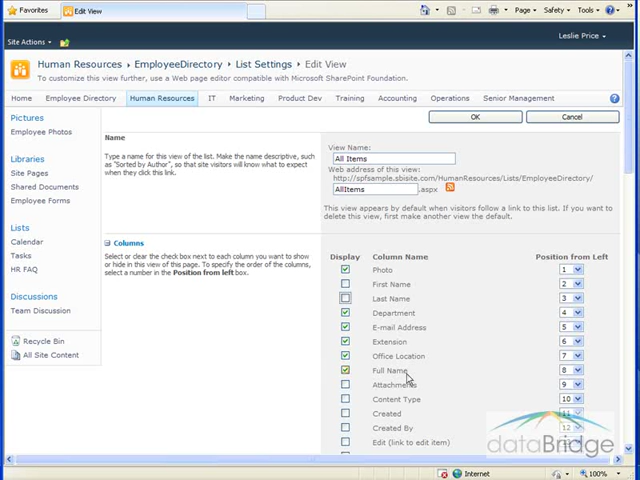 Favorites
Edit View
Page
Safety
Tools
Leslie Price
Site Actions
Human Resources ▸ EmployeeDirectory ▸ List Settings ▸ Edit View
To customize this view further, use a Web page editor compatible with Microsoft SharePoint Foundation.
Home Employee Directory Human Resources IT Marketing Product Dev Training Accounting Operations Senior Management
Pictures
Employee Photos
Libraries
Site Pages
Shared Documents
Employee Forms
Lists
Calendar
Tasks
HR FAQ
Discussions
Team Discussion
Recycle Bin
All Site Content
OK
Cancel
Name
Type a name for this view of the list. Make the name descriptive, such
as "Sorted by Author", so that site visitors will know what to expect
when they click this link.
View Name:
All Items
Web address of this view:
http://spfsample.sbisite.com/HumanResources/Lists/EmployeeDirectory/
AllItems .aspx
This view appears by default when visitors follow a link to this list. If you want to
delete this view, first make another view the default.
Columns
Select or clear the check box next to each column you want to show
or hide in this view of this page. To specify the order of the columns,
select a number in the Position from left box.
Display Column Name Position from Left
Photo 1
First Name 2
Last Name 3
Department 4
E-mail Address 5
Extension 6
Office Location 7
Full Name 8
Attachments 9
Content Type 10
Created 11
Created By 12
Edit (link to edit item)
dataBridge
Internet
100%